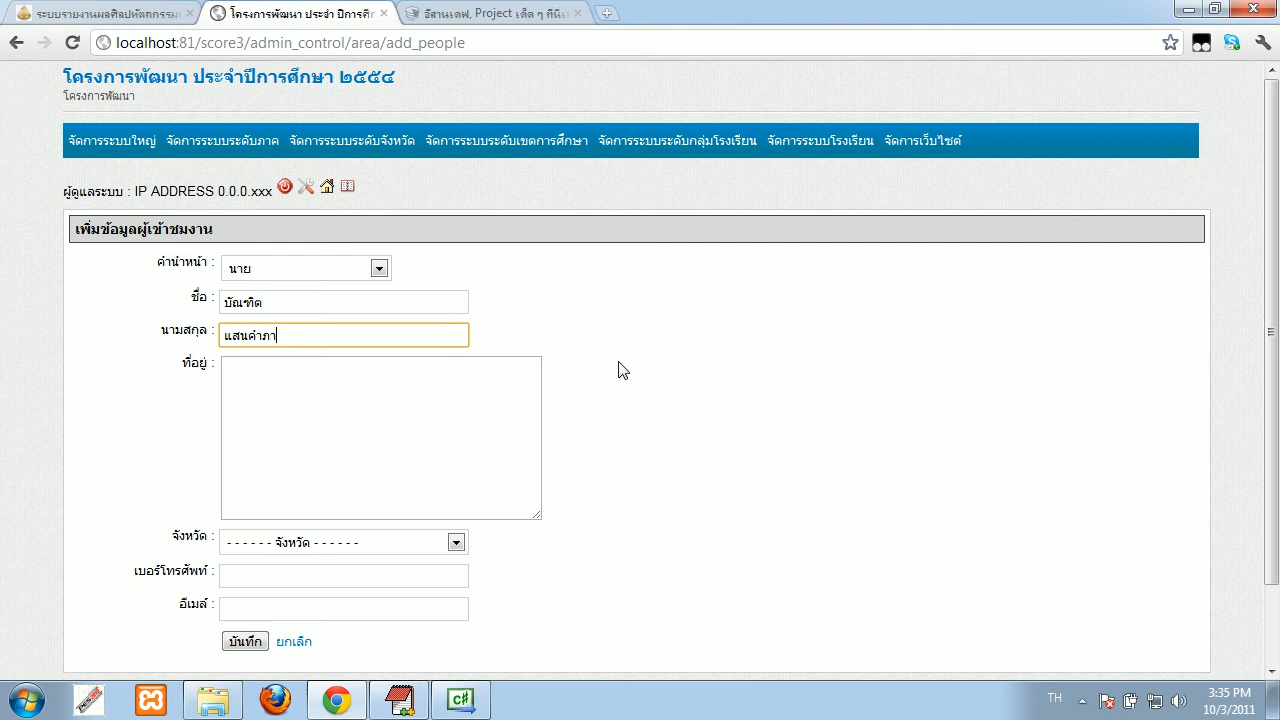 ระบบรายงานผลศิลปหัตถกรรม
โครงการพัฒนา ประจำ ปีการศึก
อีสานเดฟ, Project เด็ด ๆ ที่นี่
localhost:81/score3/admin_control/area/add_people
โครงการพัฒนา ประจำปีการศึกษา ๒๕๕๔
โครงการพัฒนา
จัดการระบบใหญ่ จัดการระบบระดับภาค จัดการระบบระดับจังหวัด จัดการระบบระดับเขตการศึกษา จัดการระบบระดับกลุ่มโรงเรียน จัดการระบบโรงเรียน จัดการเว็บไซต์
ผู้ดูแลระบบ : IP ADDRESS 0.0.0.xxx
เพิ่มข้อมูลผู้เข้าชมงาน
คำนำหน้า : นาย
ชื่อ : บัณฑิต
นามสกุล : แสนคำภา
ที่อยู่ :
จังหวัด : - - - - - - จังหวัด - - - - - -
เบอร์โทรศัพท์ :
อีเมล์ :
บันทึก ยกเลิก
TH
3:35 PM
10/3/2011